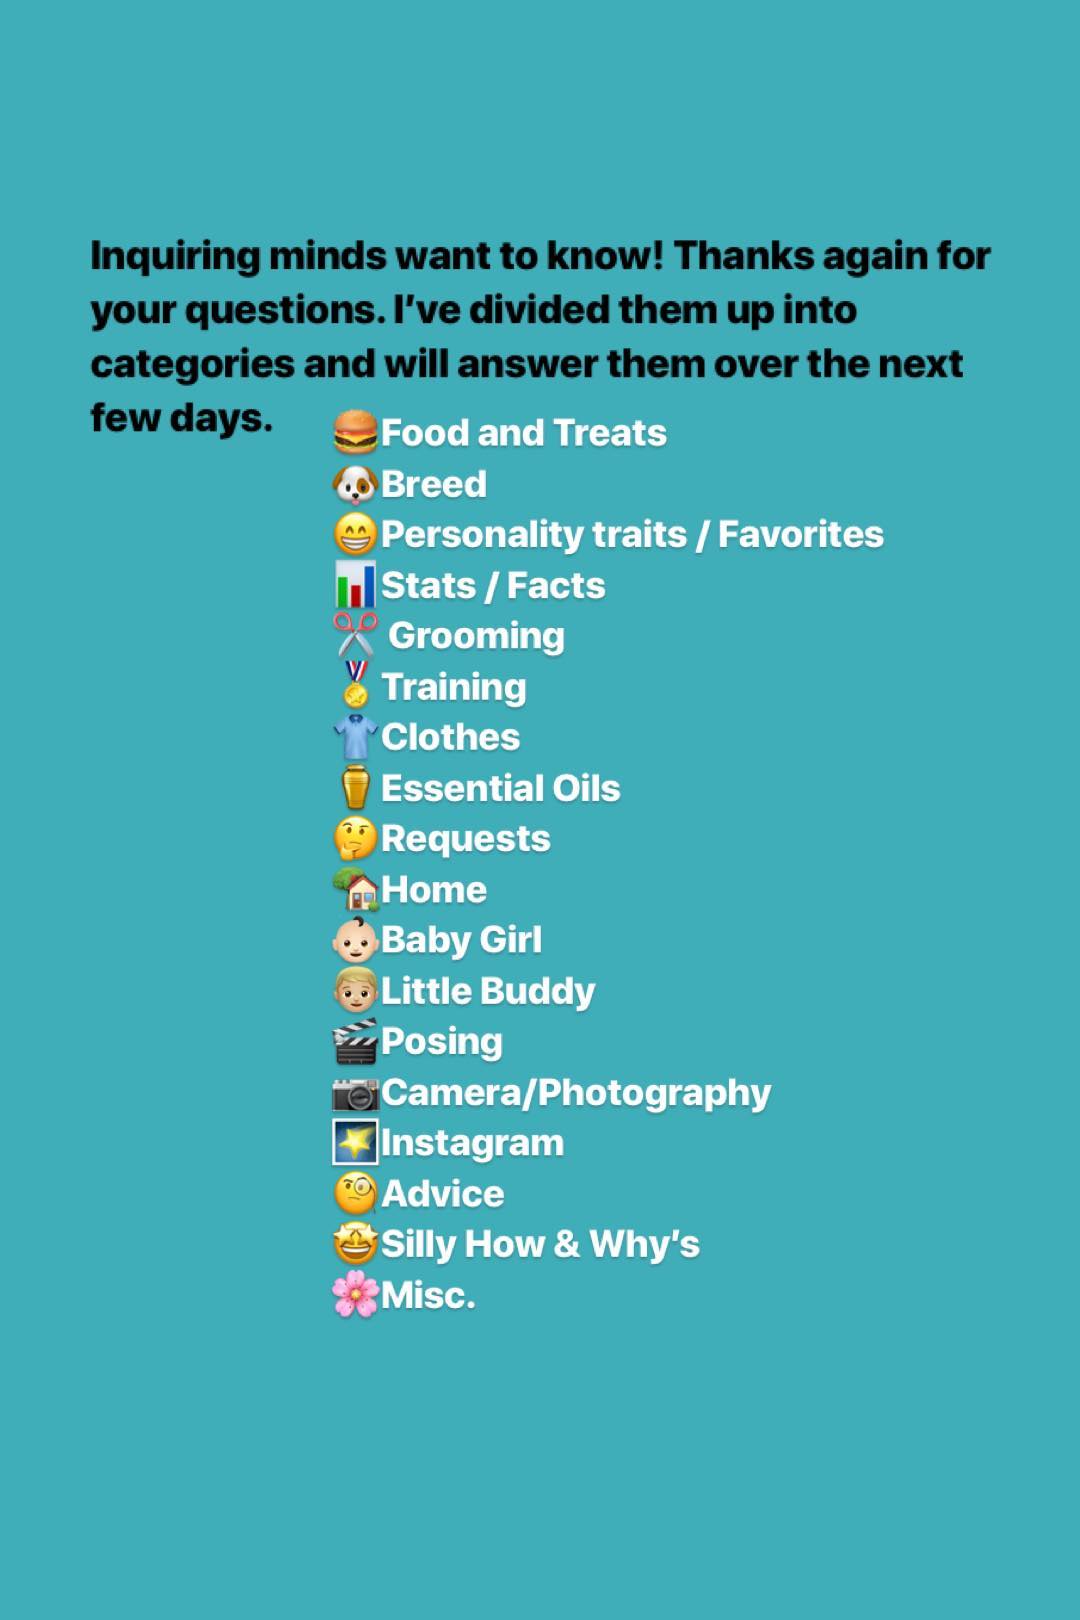 Inquiring minds want to know! Thanks again for
your questions. I’ve divided them up into
categories and will answer them over the next
few days.
🍔Food and Treats
🐶Breed
😁Personality traits / Favorites
📊Stats / Facts
✂️ Grooming
🏅Training
👕Clothes
⚱️Essential Oils
🤔Requests
🏡Home
👶🏻Baby Girl
👦🏼Little Buddy
🎬Posing
📷Camera/Photography
🌠Instagram
🧐Advice
🤩Silly How & Why’s
🌸Misc.